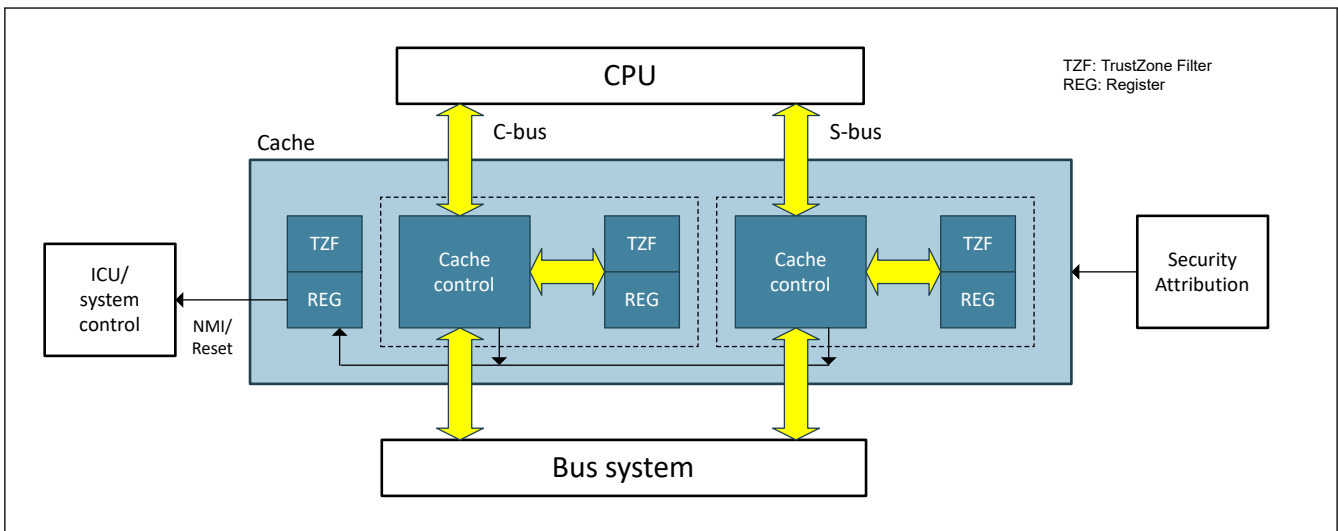 CPU
TZF: TrustZone Filter
REG: Register
C-bus
S-bus
Cache
TZF
REG
Cache
control
TZF
REG
Cache
control
TZF
REG
ICU/
system
control
NMI/
Reset
Security
Attribution
Bus system